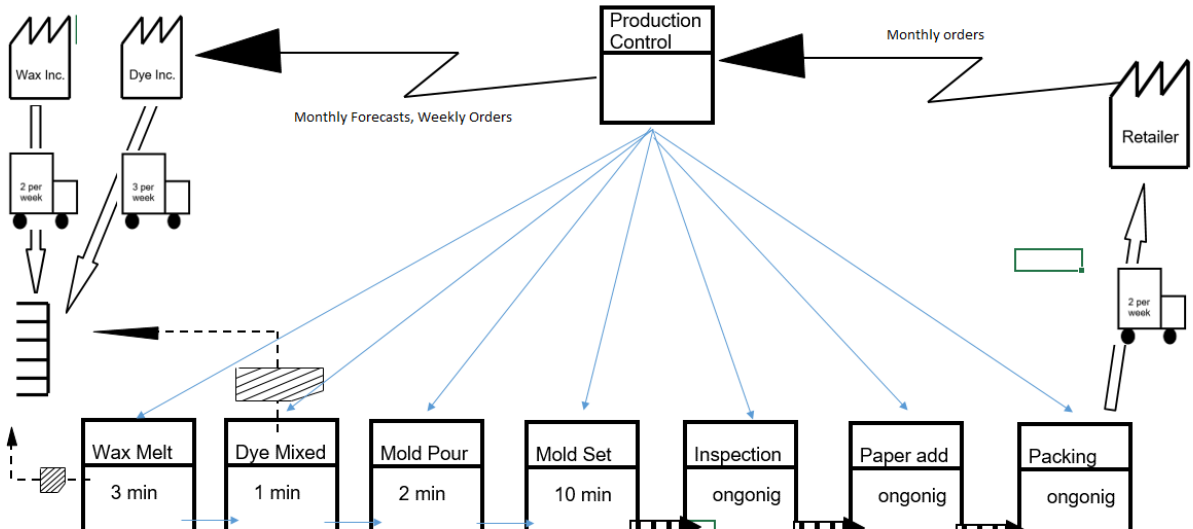 Production
Control
Monthly orders
Wax Inc.
Dye Inc.
Monthly Forecasts, Weekly Orders
Retailer
2 per
week
3 per
week
2 per
week
Wax Melt
Dye Mixed
Mold Pour
Mold Set
Inspection
Paper add
Packing
3 min
1 min
2 min
10 min
ongonig
ongonig
ongonig